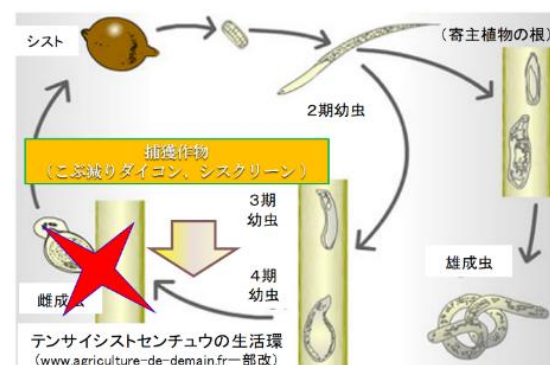 シスト
(寄主植物の根)
2期幼虫
捕獲作物
(こぶ減りダイコン、シスクリーン)
3期
幼虫
4期
幼虫
雄成虫
雌成虫
テンサイシストセンチュウの生活環
(www.agriculture-de-demain.fr一部改)